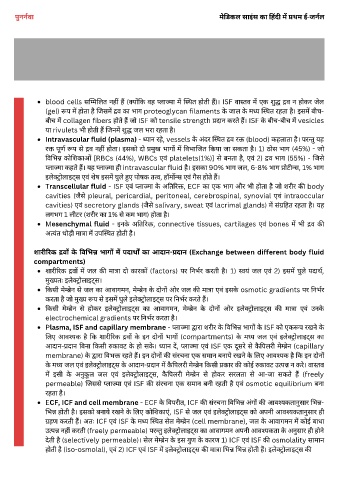 पुनर्नवा
मेडिकल साइंस का हिंदी में प्रथम ई-जर्नल
blood cells सम्मिलित नहीं हैं (क्योंकि वह प्लाज्मा में स्थित होती हैं)। ISF वास्तव में एक शुद्ध द्रव न होकर जेल
(gel) रूप में होता है जिसमें द्रव का भाग proteoglycan filaments के जाल के मध्य स्थित रहता है। इसमें बीच-
बीच में collagen fibers होते हैं जो ISF को tensile strength प्रदान करते हैं। ISF के बीच-बीच में vesicles
या rivulets भी होती हैं जिनमें शुद्ध जल भरा रहता है।
Intravascular fluid (plasma) - ध्यान रहे, vessels के अंदर स्थित द्रव रक्त (blood) कहलाता है। परन्तु यह
रक्त पूर्ण रूप से द्रव नहीं होता। इसको दो प्रमुख भागों में विभाजित किया जा सकता है। 1) ठोस भाग (45%) - जो
विभिन्न कोशिकाओं [RBCs (44%), WBCs एवं platelets(1%)] से बनता है, एवं 2) द्रव भाग (55%) - जिसे
प्लाज्मा कहते हैं। यह प्लाज्मा ही intravascular fluid है। इसका 90% भाग जल, 6-8% भाग प्रोटीन्स, 1% भाग
इलेक्ट्रोलाइट्स एवं शेष इसमें घुले हुए पोषक तत्व, हॉर्मोन्स एवं गैस होते हैं।
Transcellular fluid - ISF एवं प्लाज्मा के अतिरिक्त, ECF का एक भाग और भी होता है जो शरीर की body
cavities (जैसे pleural, pericardial, peritoneal, cerebrospinal, synovial एवं intraocular
cavities) एवं secretory glands (जैसे salivary, sweat एवं lacrimal glands) में संग्रहित रहता है। यह
लगभग 1 लीटर (शरीर का 1% से कम भाग) होता है।
Mesenchymal fluid - इनके अतिरिक्त, connective tissues, cartilages एवं bones में भी द्रव की
अत्यंत थोड़ी मात्रा में उपस्थित होती है।
शारीरिक द्रवों के विभिन्न भागों में पदार्थों का आदान-प्रदान (Exchange between different body fluid
compartments)
शारीरिक द्रवों में जल की मात्रा दो कारकों (factors) पर निर्भर करती है। 1) स्वयं जल एवं 2) इसमें घुले पदार्थ,
मुख्यतः इलेक्ट्रोलाइट्स।
किसी मेम्ब्रेन से जल का आवागमन, मेम्ब्रेन के दोनों ओर जल की मात्रा एवं इसके osmotic gradients पर निर्भर
करता है जो मुख्य रूप से इसमें घुले इलेक्ट्रोलाइट्स पर निर्भर करते हैं।
किसी मेम्ब्रेन से होकर इलेक्ट्रोलाइट्स का आवागमन, मेम्ब्रेन के दोनों ओर इलेक्ट्रोलाइट्स की मात्रा एवं उनके
electrochemical gradients पर निर्भर करता है।
Plasma, ISF and capillary membrane - प्लाज्मा द्वारा शरीर के विभिन्न भागों के ISF को एकरूप रखने के
लिए आवश्यक है कि शारीरिक द्रवों के इन दोनों भागों (compartments) के मध्य जल एवं इलेक्ट्रोलाइट्स का
आदान-प्रदान बिना किसी रुकावट के हो सके। ध्यान दें, प्लाज्मा एवं ISF एक दूसरे से कैपिलरी मेम्ब्रेन (capillary
membrane) के द्वारा विभक्त रहते हैं। इन दोनों की संरचना एक समान बनाये रखने के लिए आवश्यक है कि इन दोनों
के मध्य जल एवं इलेक्ट्रोलाइट्स के आदान-प्रदान में कैपिलरी मेम्ब्रेन किसी प्रकार की कोई रुकावट उत्पन्न न करे। वास्तव
में इसी के अनुकूल जल एवं इलेक्ट्रोलाइट्स, कैपिलरी मेम्ब्रेन से होकर सरलता से आ-जा सकते हैं (freely
permeable) जिससे प्लाज्मा एवं ISF की संरचना एक समान बनी रहती है एवं osmotic equilibrium बना
रहता है।
ECF, ICF and cell membrane - ECF के विपरीत, ICF की संरचना विभिन्न अंगों की आवश्यकतानुसार भिन्न-
भिन्न होती है। इसको बनाये रखने के लिए कोशिकाएं, ISF से जल एवं इलेक्ट्रोलाइट्स को अपनी आवश्यकतानुसार ही
ग्रहण करती हैं। अतः ICF एवं ISF के मध्य स्थित सेल मेम्ब्रेन (cell membrane), जल के आवागमन में कोई बाधा
उत्पन्न नहीं करती (freely permeable) परन्तु इलेक्ट्रोलाइट्स का आवागमन अपनी आवश्यकता के अनुसार ही होने
देती है (selectively permeable)। सेल मेम्ब्रेन के इस गुण के कारण 1) ICF एवं ISF की osmolality समान
होती है (iso-osmolal), एवं 2) ICF एवं ISF में इलेक्ट्रोलाइट्स की मात्रा भिन्न भिन्न होती है। इलेक्ट्रोलाइट्स की